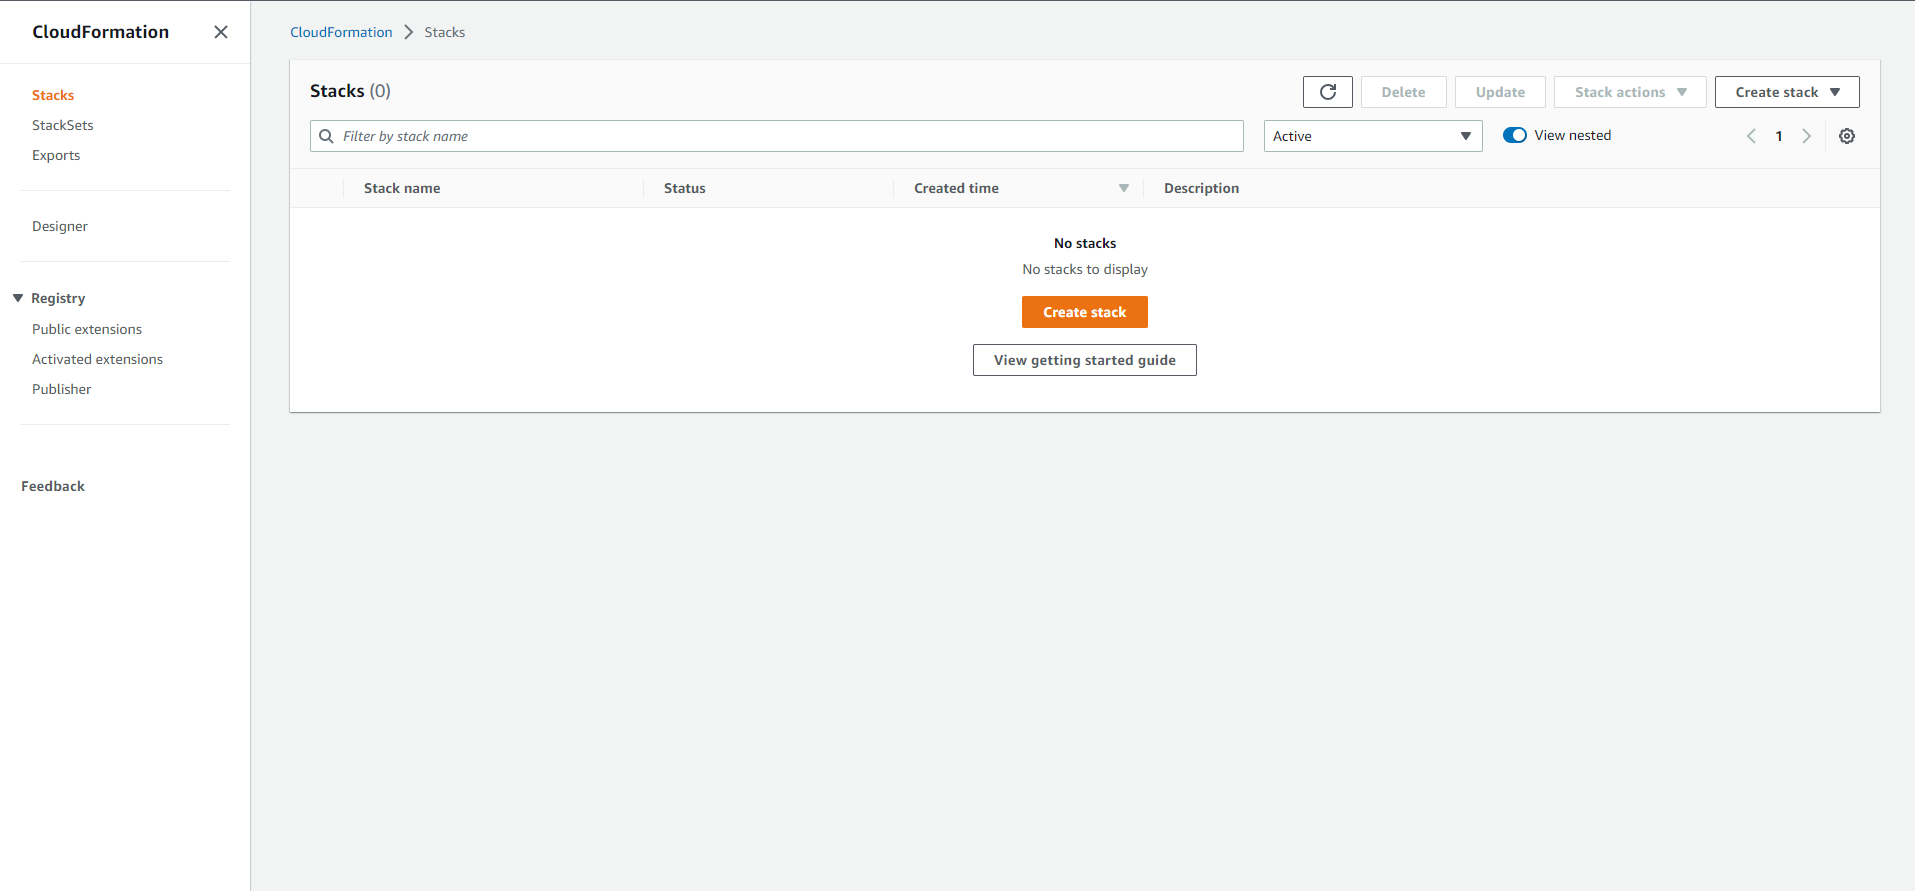 CloudFormation
Stacks
StackSets
Exports
Designer
Registry
Public extensions
Activated extensions
Publisher
Feedback
CloudFormation > Stacks
Stacks (0)
Delete
Update
Stack actions
Create stack
Filter by stack name
Active
View nested
1
Stack name
Status
Created time
Description
No stacks
No stacks to display
Create stack
View getting started guide